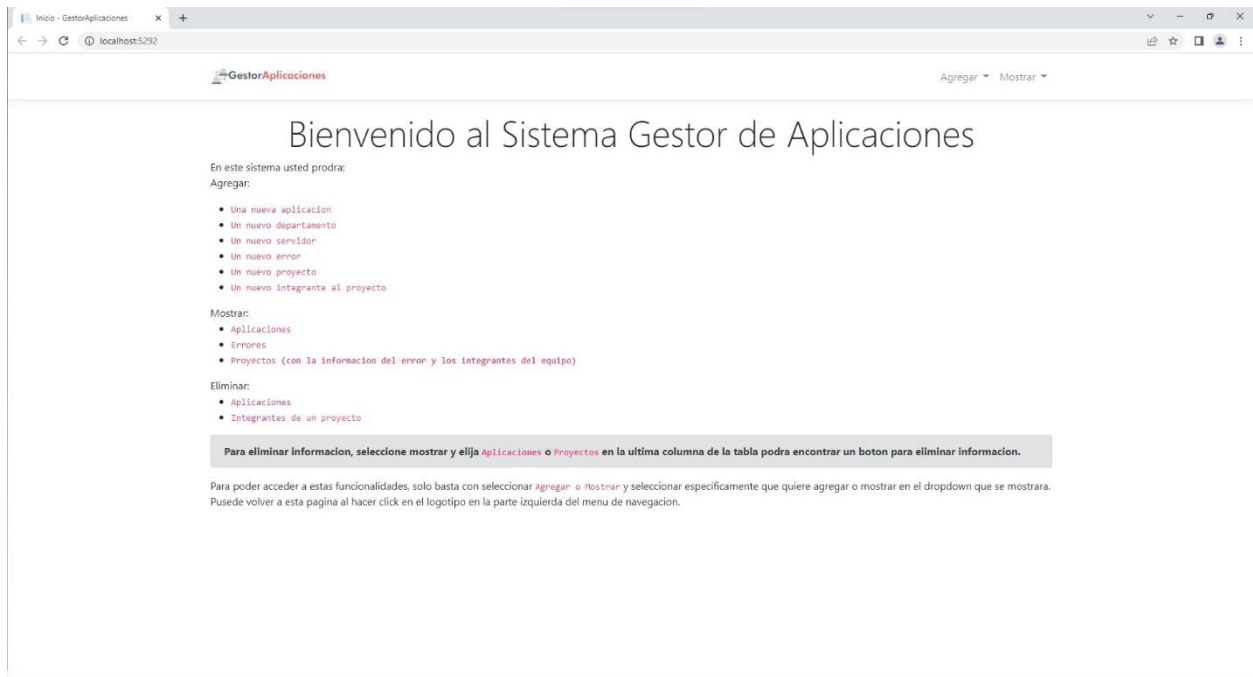 Inicio - GestorAplicaciones
localhost:5292
GestorAplicaciones
Agregar
Mostrar
Bienvenido al Sistema Gestor de Aplicaciones
En este sistema usted prodra:
Agregar:
Una nueva aplicacion
Un nuevo departamento
Un nuevo servidor
Un nuevo error
Un nuevo proyecto
Un nuevo integrante al proyecto
Mostrar:
Aplicaciones
Errores
Proyectos (con la informacion del error y los integrantes del equipo)
Eliminar:
Aplicaciones
Integrantes de un proyecto
Para eliminar informacion, seleccione mostrar y elija Aplicaciones o Proyectos en la ultima columna de la tabla podra encontrar un boton para eliminar informacion.
Para poder acceder a estas funcionalidades, solo basta con seleccionar Agregar o Mostrar y seleccionar especificamente que quiere agregar o mostrar en el dropdown que se mostrara.
Pusede volver a esta pagina al hacer click en el logotipo en la parte izquierda del menu de navegacion.